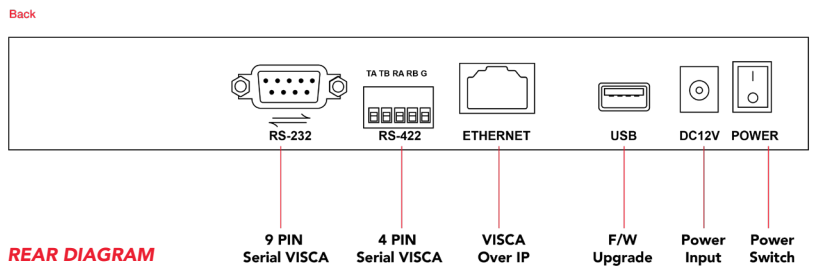 Back
TA TB RA RB G
RS-232
RS-422
ETHERNET
USB
DC12V
POWER
9 PIN
Serial VISCA
4 PIN
Serial VISCA
VISCA
Over IP
F/W
Upgrade
Power
Input
Power
Switch
REAR DIAGRAM